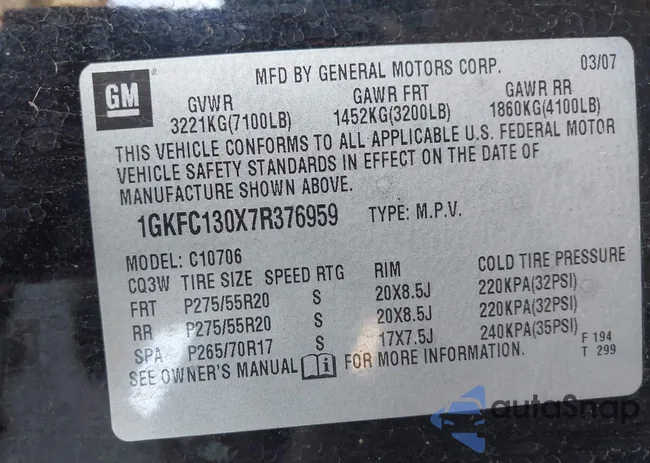 MFD BY GENERAL MOTORS CORP. 03/07
GM
GVWR GAWR FRT GAWR RR
3221KG(7100LB) 1452KG(3200LB) 1860KG(4100LB)
THIS VEHICLE CONFORMS TO ALL APPLICABLE U.S. FEDERAL MOTOR
VEHICLE SAFETY STANDARDS IN EFFECT ON THE DATE OF
MANUFACTURE SHOWN ABOVE.
1GKFC130X7R376959 TYPE: M.P.V.
MODEL: C10706
CQ3W TIRE SIZE SPEED RTG RIM COLD TIRE PRESSURE
FRT P275/55R20 S 20X8.5J 220KPA(32PSI)
RR P275/55R20 S 20X8.5J 220KPA(32PSI)
SPA P265/70R17 S 17X7.5J 240KPA(35PSI)
SEE OWNER'S MANUAL i FOR MORE INFORMATION.
F 194
T 299
autoSnap